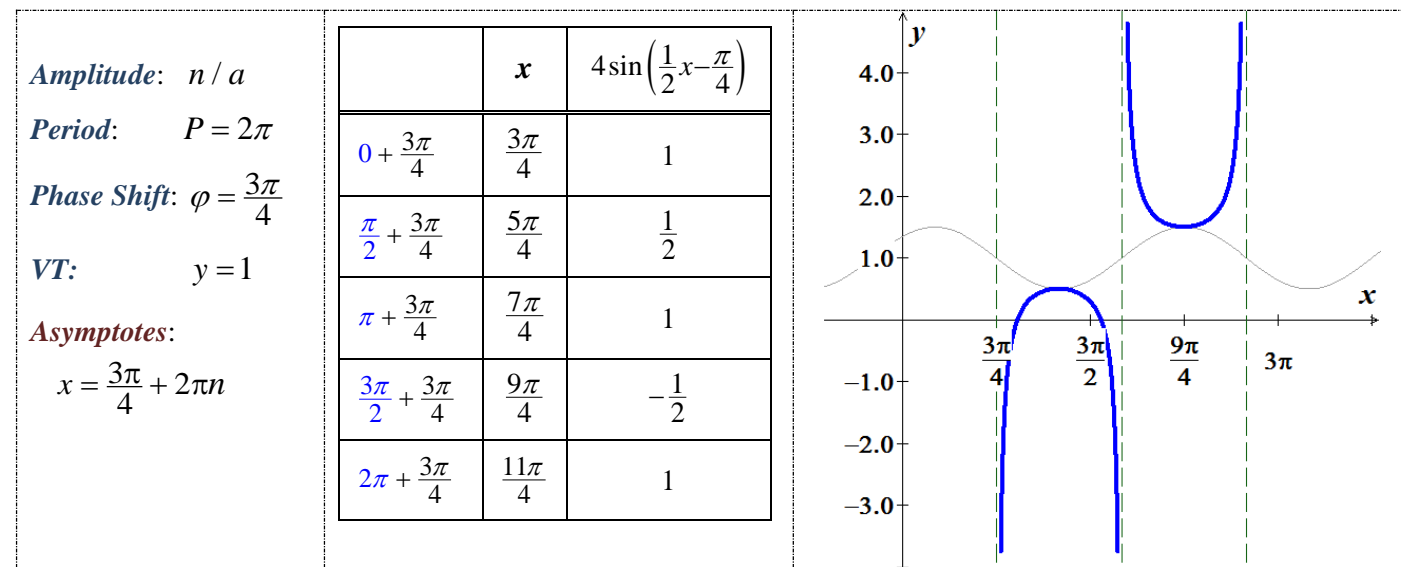 Amplitude: n / a
Period: P = 2π
Phase Shift: φ = 3π/4
VT: y = 1
Asymptotes:
x = 3π/4 + 2πn
x 4 sin(1/2 x − π/4)
0 + 3π/4 3π/4 1
π/2 + 3π/4 5π/4 1/2
π + 3π/4 7π/4 1
3π/2 + 3π/4 9π/4 −1/2
2π + 3π/4 11π/4 1
y
4.0
3.0
2.0
1.0
x
3π/4 3π/2 9π/4 3π
−1.0
−2.0
−3.0